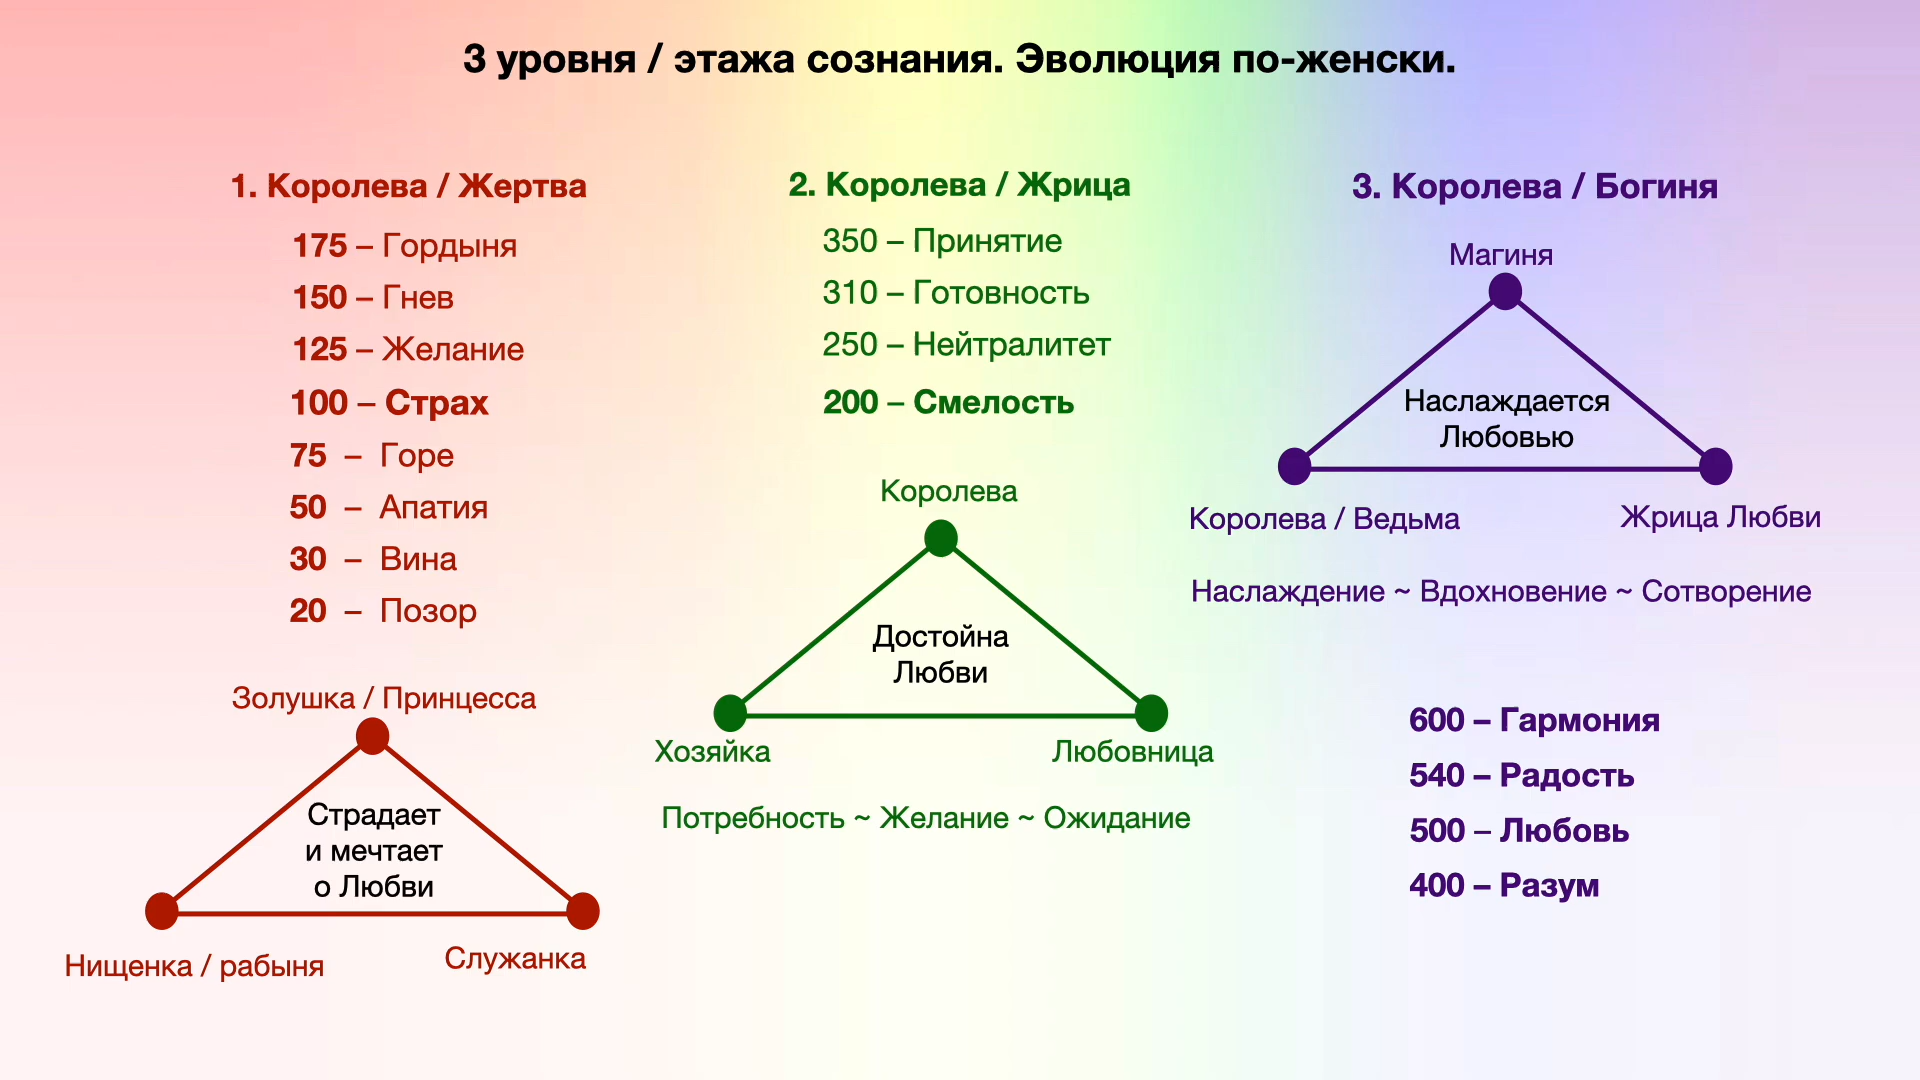 3 уровня / этажа сознания. Эволюция по-женски.
1. Королева / Жертва
175 – Гордыня
150 – Гнев
125 – Желание
100 – Страх
75 – Горе
50 – Апатия
30 – Вина
20 – Позор
Золушка / Принцесса
Страдает
и мечтает
о Любви
Нищенка / рабыня
Служанка
2. Королева / Жрица
350 – Принятие
310 – Готовность
250 – Нейтралитет
200 – Смелость
Королева
Достойна
Любви
Хозяйка
Любовница
Потребность ~ Желание ~ Ожидание
3. Королева / Богиня
Магиня
Наслаждается
Любовью
Королева / Ведьма
Жрица Любви
Наслаждение ~ Вдохновение ~ Сотворение
600 – Гармония
540 – Радость
500 – Любовь
400 – Разум